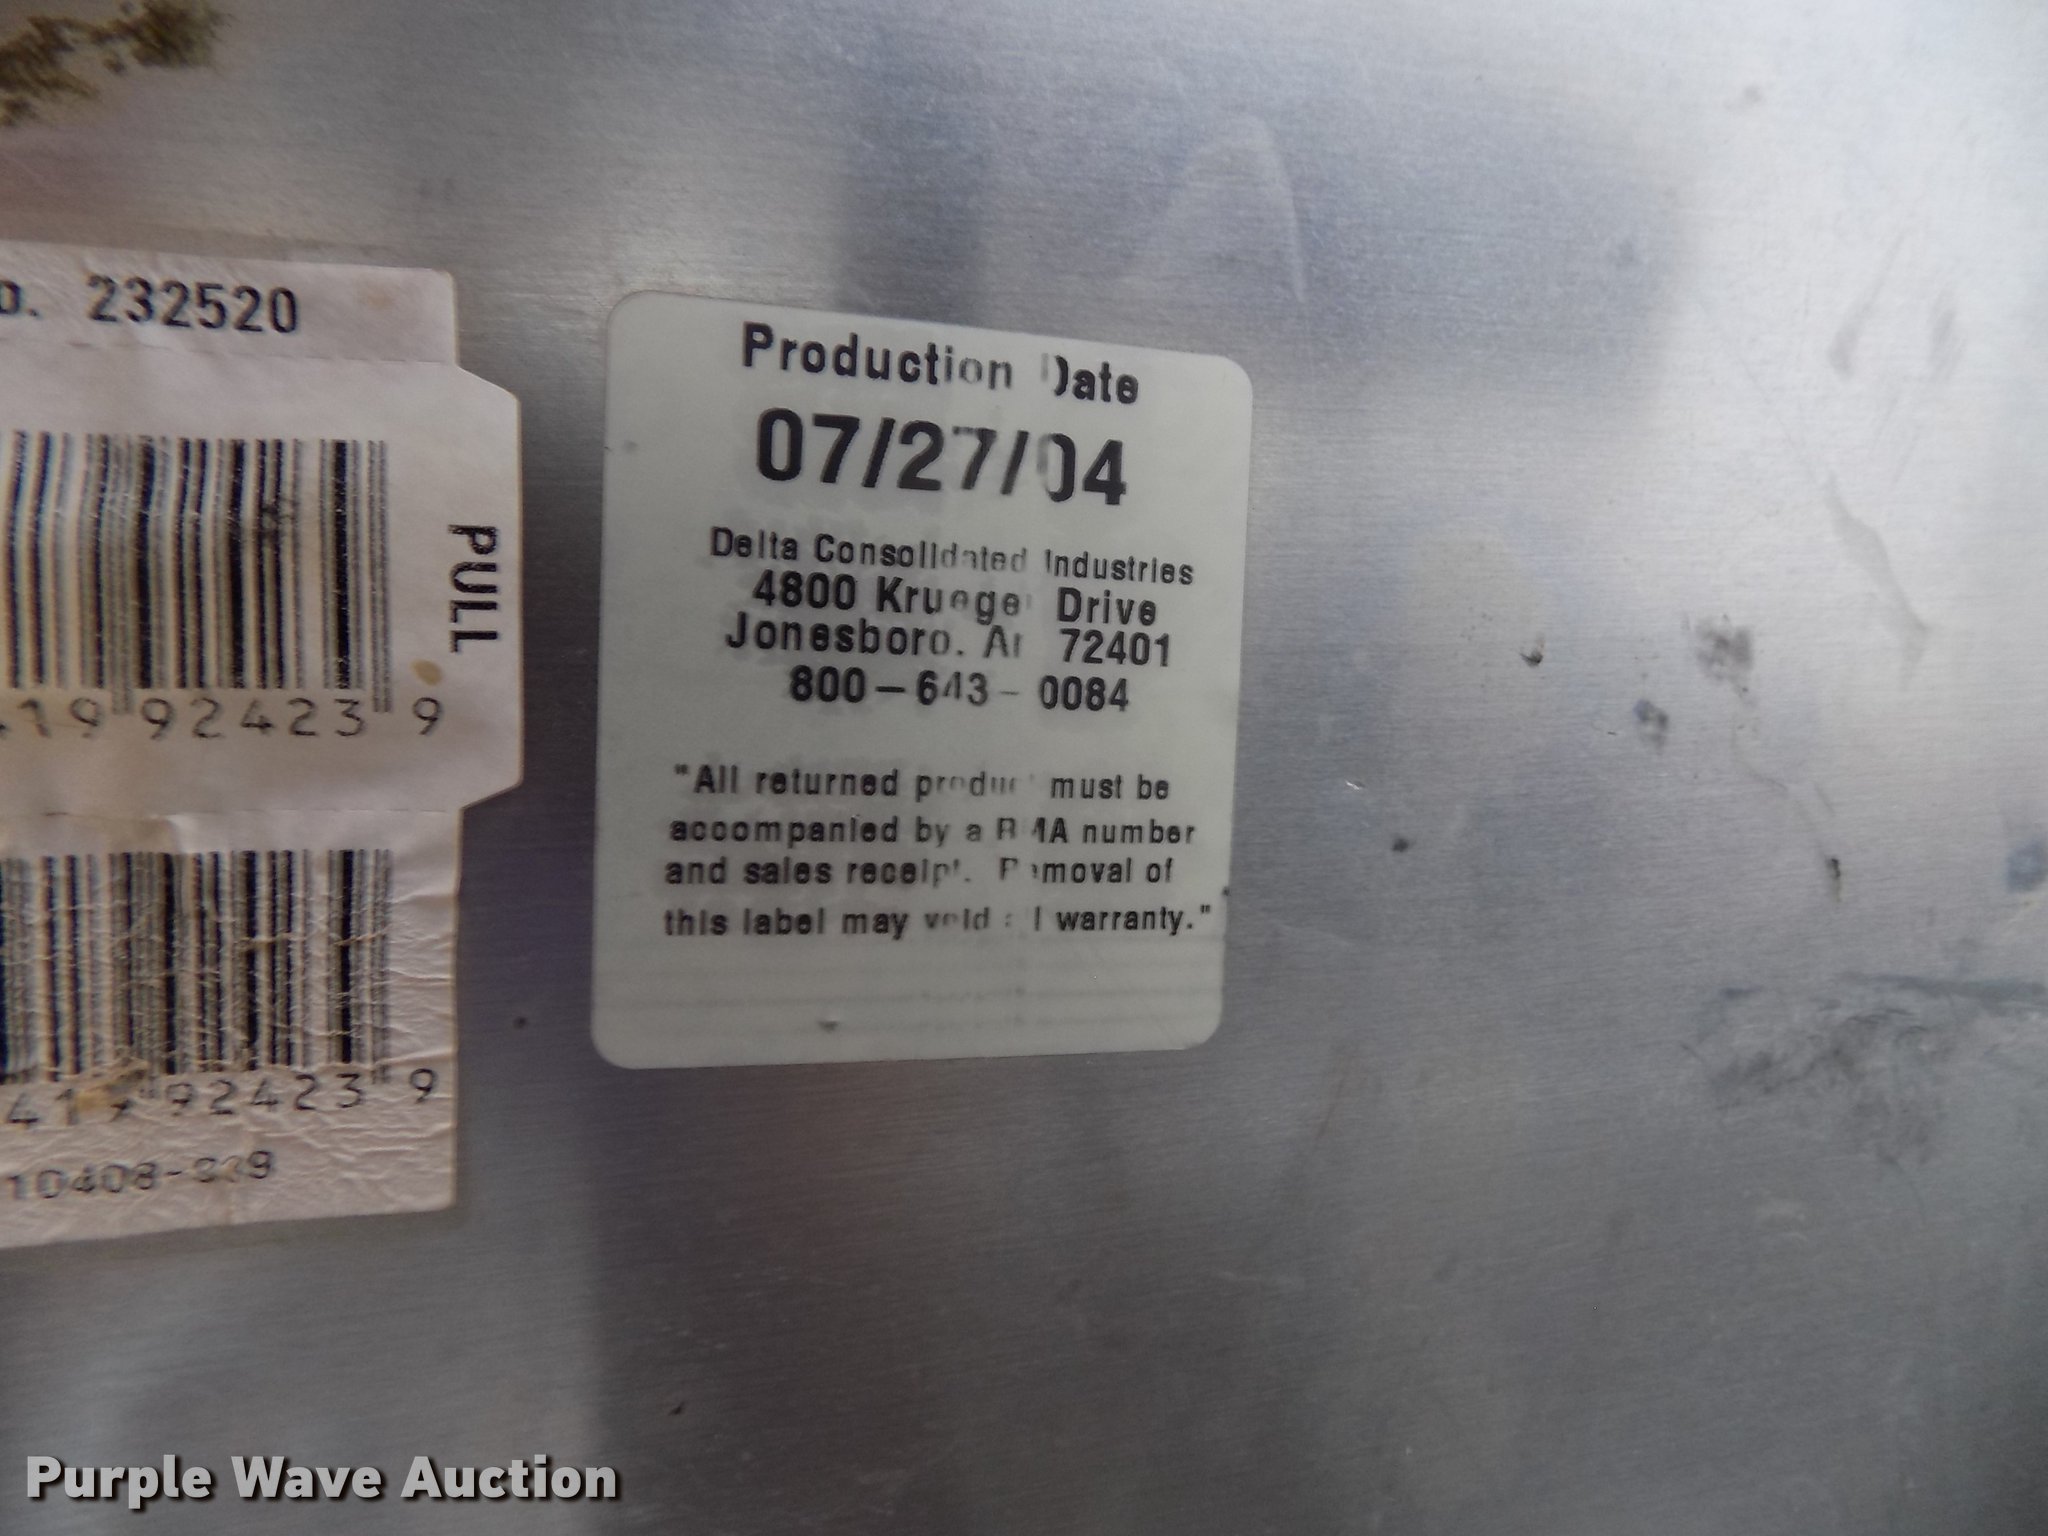 232520
PULL
19 92423 9
419 92423 9
Production Date
07/27/04
Delta Consolidated Industries
4800 Krueger Drive
Jonesboro. Ar 72401
800-643-0084
"All returned product must be
accompanied by a RMA number
and sales receipt. Removal of
this label may void all warranty."
Purple Wave Auction